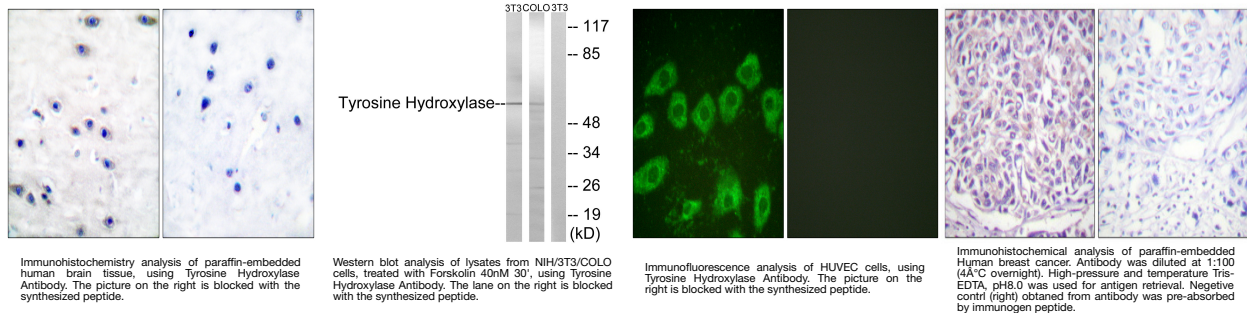 3T3 COLO 3T3
-- 117
-- 85
Tyrosine Hydroxylase--
-- 48
-- 34
-- 26
-- 19
(kD)
Immunohistochemistry analysis of paraffin-embedded
human brain tissue, using Tyrosine Hydroxylase
Antibody. The picture on the right is blocked with the
synthesized peptide.
Western blot analysis of lysates from NIH/3T3/COLO
cells, treated with Forskolin 40nM 30', using Tyrosine
Hydroxylase Antibody. The lane on the right is blocked
with the synthesized peptide.
Immunofluorescence analysis of HUVEC cells, using
Tyrosine Hydroxylase Antibody. The picture on the
right is blocked with the synthesized peptide.
Immunohistochemical analysis of paraffin-embedded
Human breast cancer. Antibody was diluted at 1:100
(4Â°C overnight). High-pressure and temperature Tris-
EDTA, pH8.0 was used for antigen retrieval. Negetive
contrl (right) obtaned from antibody was pre-absorbed
by immunogen peptide.